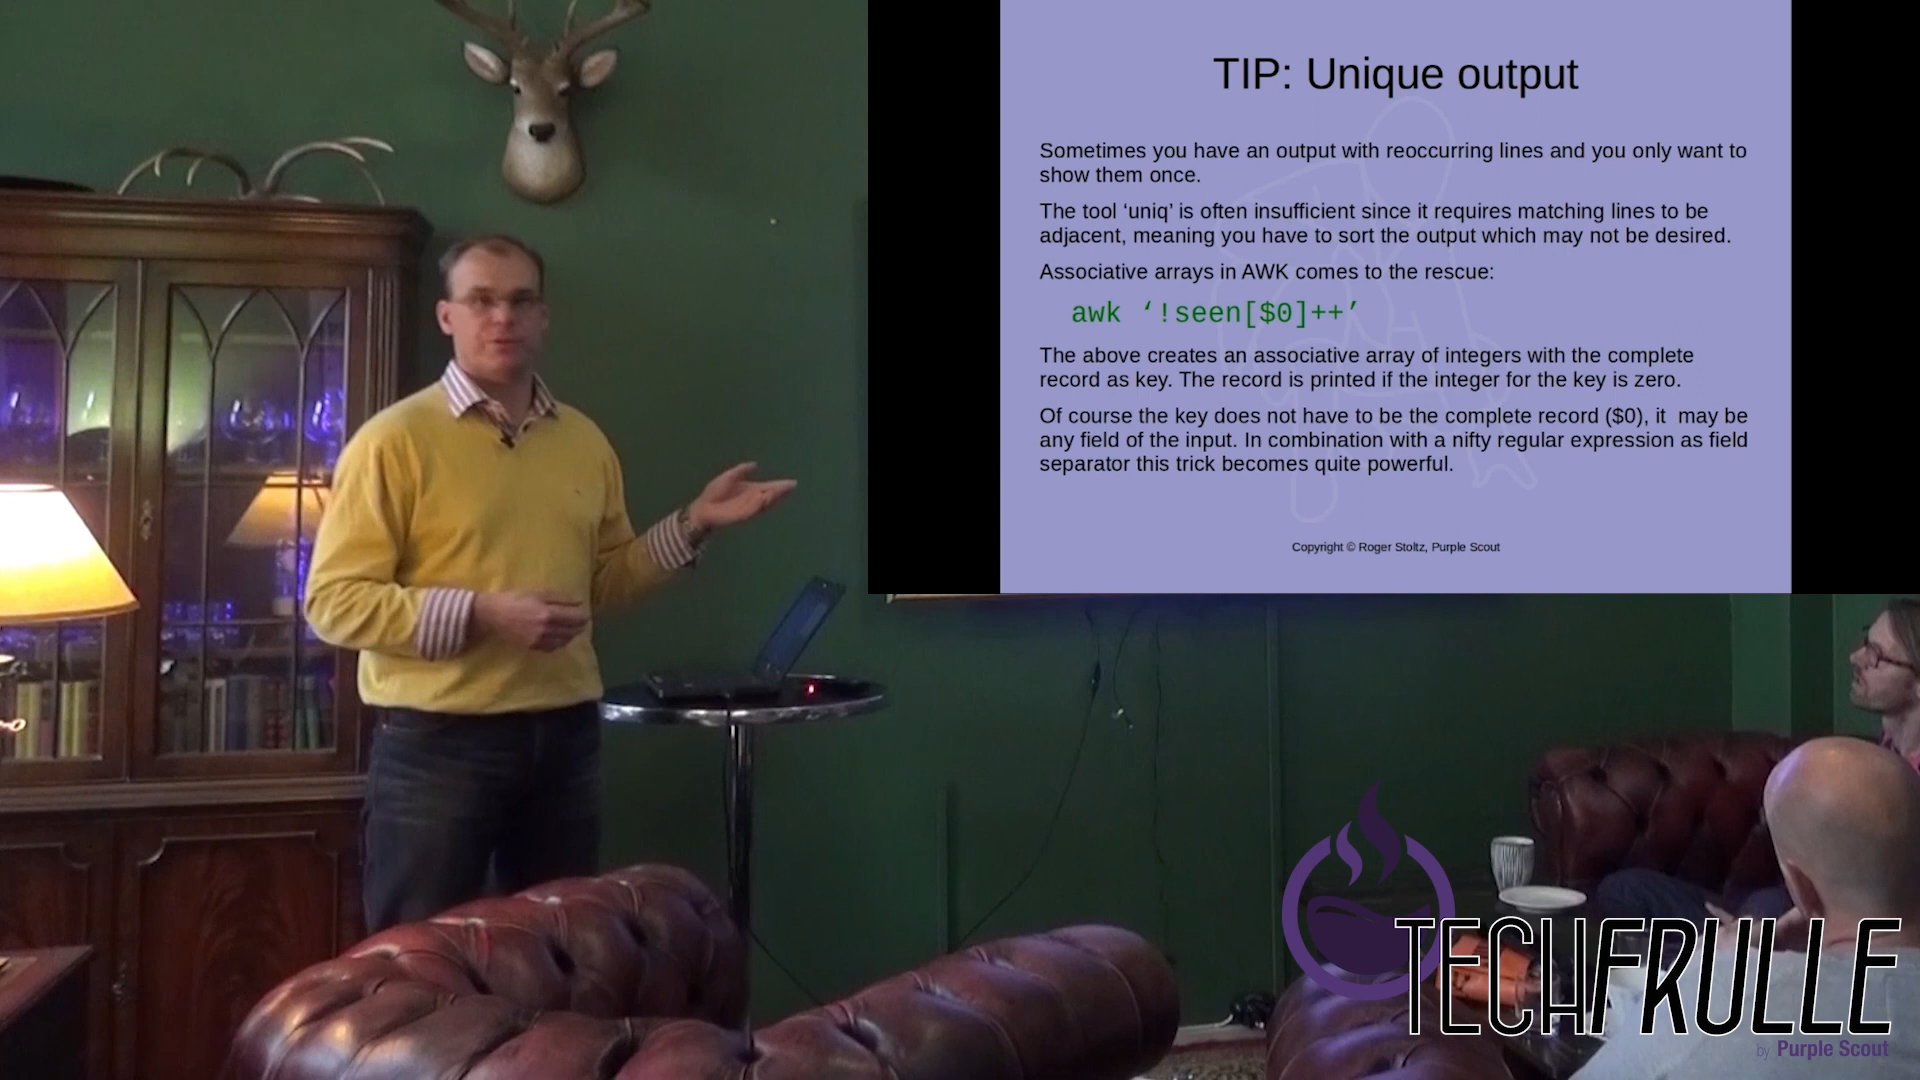 TIP: Unique output
Sometimes you have an output with reoccurring lines and you only want to
show them once.
The tool ‘uniq’ is often insufficient since it requires matching lines to be
adjacent, meaning you have to sort the output which may not be desired.
Associative arrays in AWK comes to the rescue:
awk ‘!seen[$0]++’
The above creates an associative array of integers with the complete
record as key. The record is printed if the integer for the key is zero.
Of course the key does not have to be the complete record ($0), it  may be
any field of the input. In combination with a nifty regular expression as field
separator this trick becomes quite powerful.
Copyright © Roger Stoltz, Purple Scout
TECHFRULLE
by Purple Scout